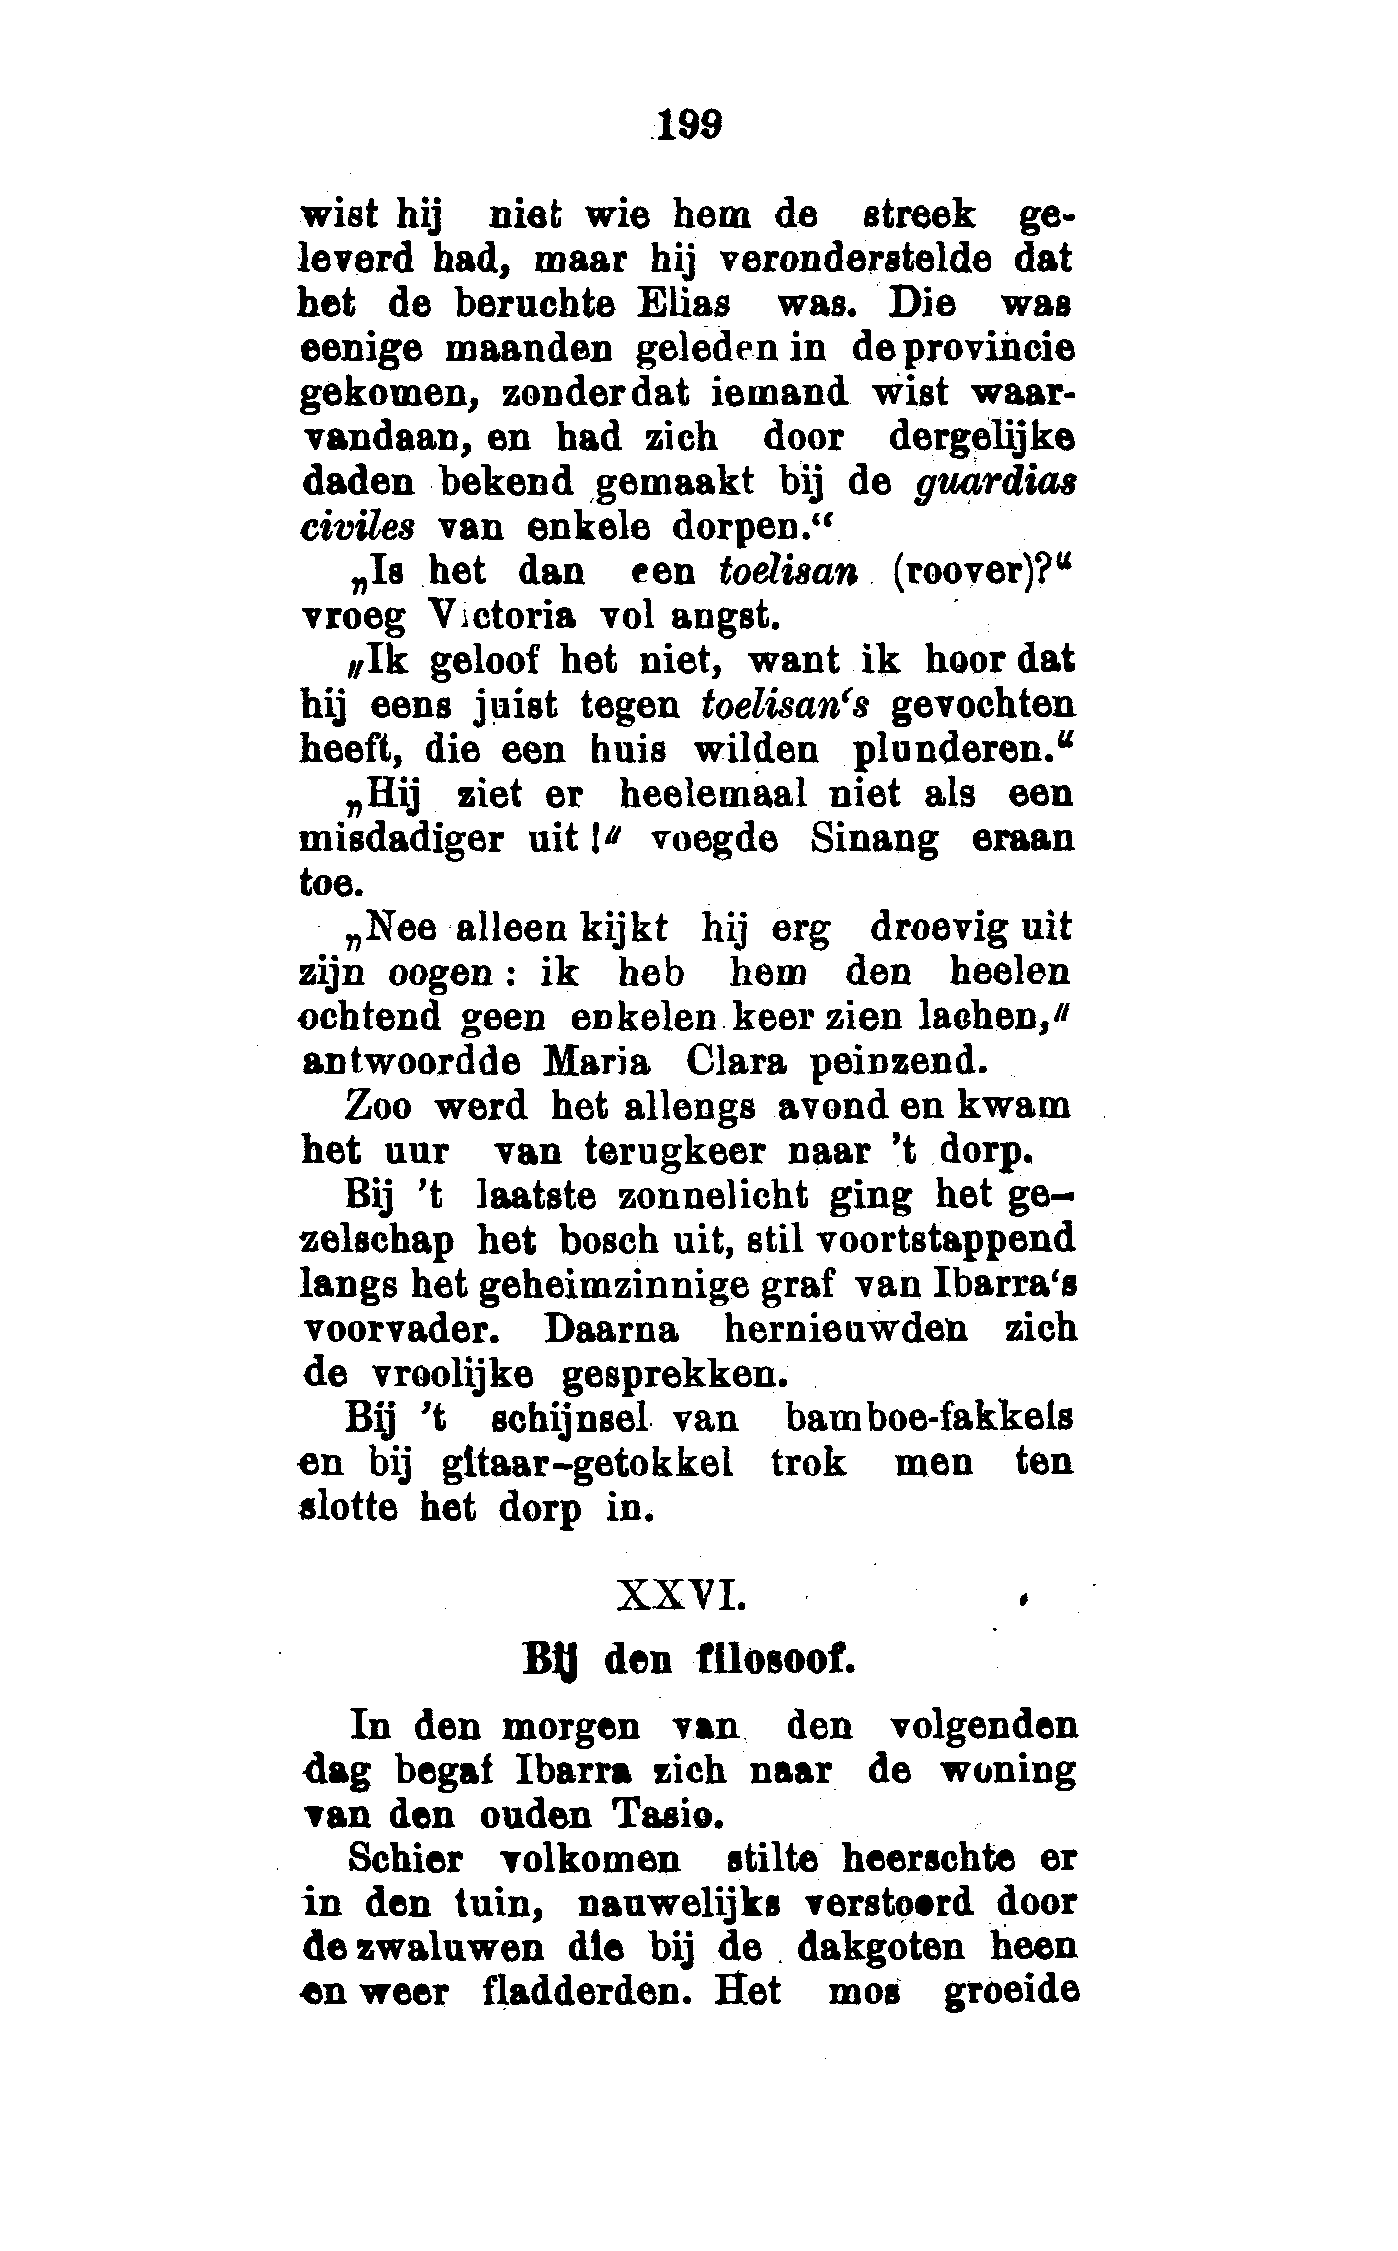 199
wist hij niet wie hem de streek ge-
leverd had, maar hij veronderstelde dat
het de beruchte Elias was. Die was
eenige maanden geleden in de provincie
gekomen, zonder dat iemand wist waar-
vandaan, en had zich door dergelijke
daden bekend gemaakt bij de guardias
civiles van enkele dorpen.“
„Is het dan een toelisan (roover)?“
vroeg Victoria vol angst.
„Ik geloof het niet, want ik hoor dat
hij eens juist tegen toelisan‘s gevochten
heeft, die een huis wilden plunderen.“
„Hij ziet er heelemaal niet als een
misdadiger uit!“ voegde Sinang eraan
toe.
„Nee alleen kijkt hij erg droevig uit
zijn oogen : ik heb hem den heelen
ochtend geen enkelen keer zien lachen,“
antwoordde Maria Clara peinzend.
Zoo werd het allengs avond en kwam
het uur van terugkeer naar ’t dorp.
Bij ’t laatste zonnelicht ging het ge-
zelschap het bosch uit, stil voortstappend
langs het geheimzinnige graf van Ibarra‘s
voorvader. Daarna hernieuwden zich
de vroolijke gesprekken.
Bij ’t schijnsel van bamboe-fakkels
en bij gitaar-getokkel trok men ten
slotte het dorp in.
XXVI.
Bij den filosoof.
In den morgen van den volgenden
dag begaf Ibarra zich naar de woning
van den ouden Tasio.
Schier volkomen stilte heerschte er
in den tuin, nauwelijks verstoord door
de zwaluwen die bij de dakgoten heen
en weer fladderden. Het mos groeide